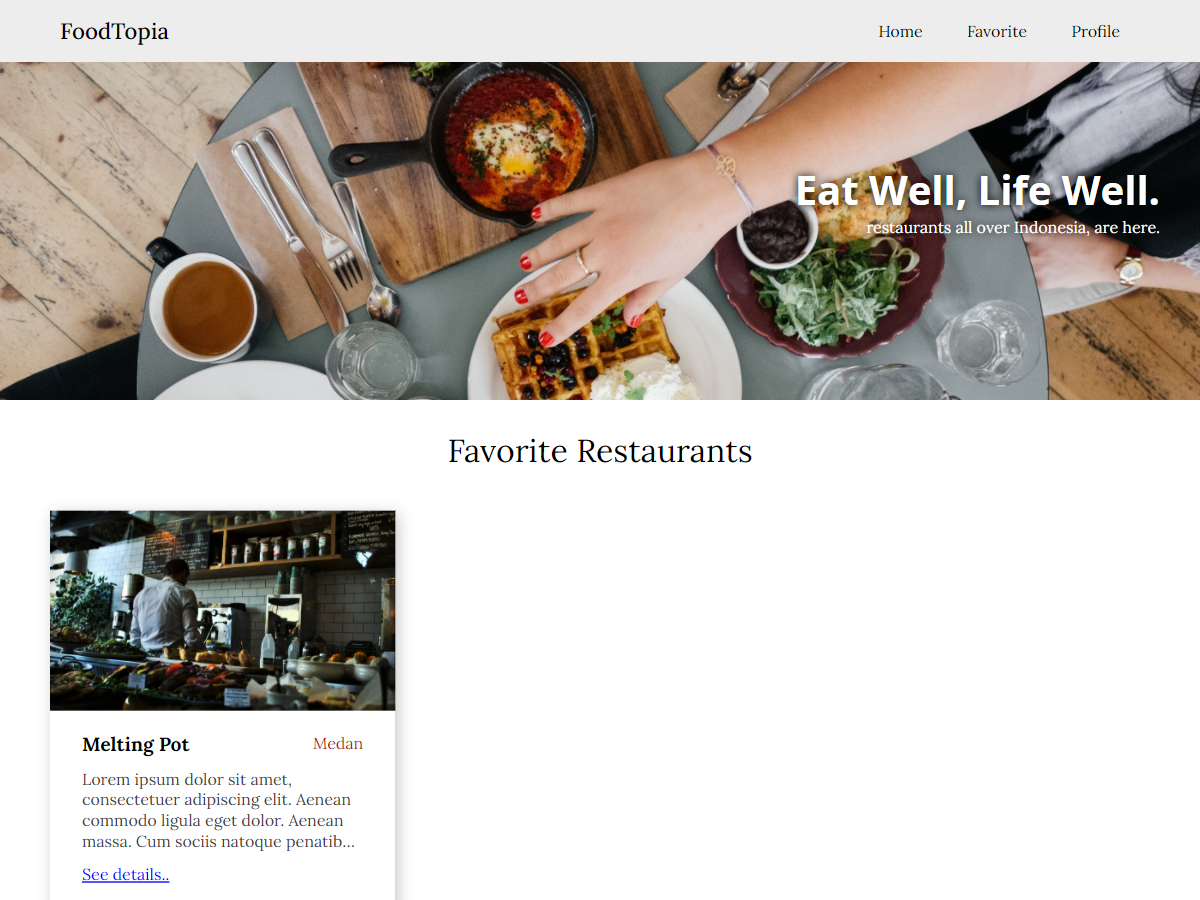 FoodTopia
Home Favorite Profile
Eat Well, Life Well.
restaurants all over Indonesia, are here.
Favorite Restaurants
Melting Pot
Medan
Lorem ipsum dolor sit amet,
consectetuer adipiscing elit. Aenean
commodo ligula eget dolor. Aenean
massa. Cum sociis natoque penatib...
See details..